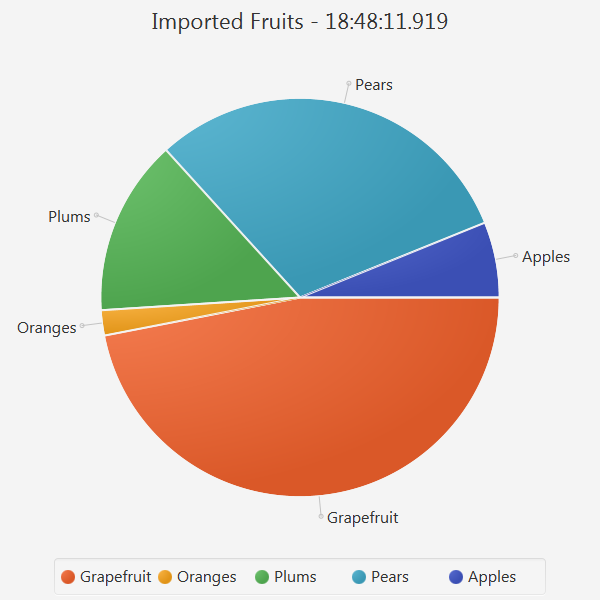 Imported Fruits - 18:48:11.919
Pears
Plums
Apples
Oranges
Grapefruit
Grapefruit Oranges Plums Pears Apples